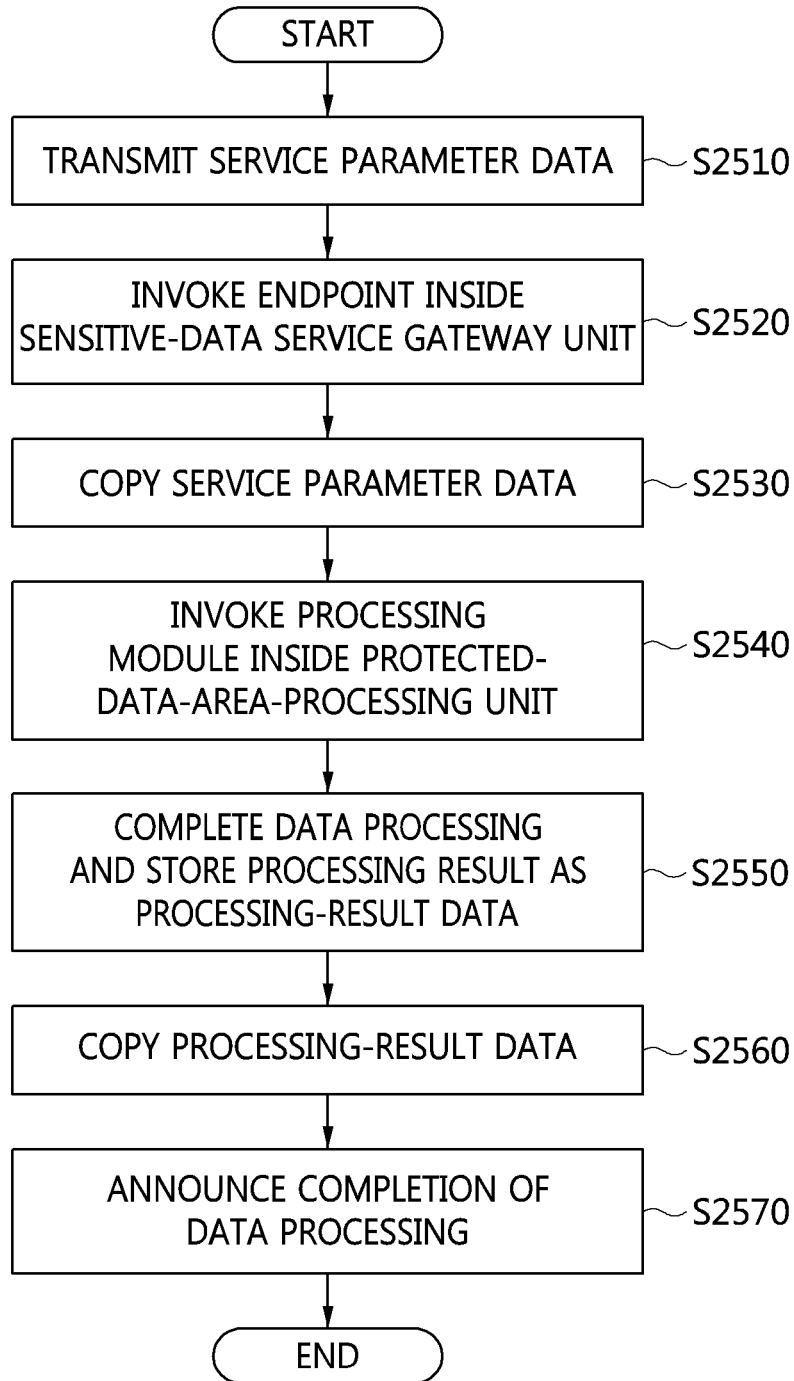 START
TRANSMIT SERVICE PARAMETER DATA
S2510
INVOKE ENDPOINT INSIDE
SENSITIVE-DATA SERVICE GATEWAY UNIT
S2520
COPY SERVICE PARAMETER DATA
S2530
INVOKE PROCESSING
MODULE INSIDE PROTECTED-
DATA-AREA-PROCESSING UNIT
S2540
COMPLETE DATA PROCESSING
AND STORE PROCESSING RESULT AS
PROCESSING-RESULT DATA
S2550
COPY PROCESSING-RESULT DATA
S2560
ANNOUNCE COMPLETION OF
DATA PROCESSING
S2570
END